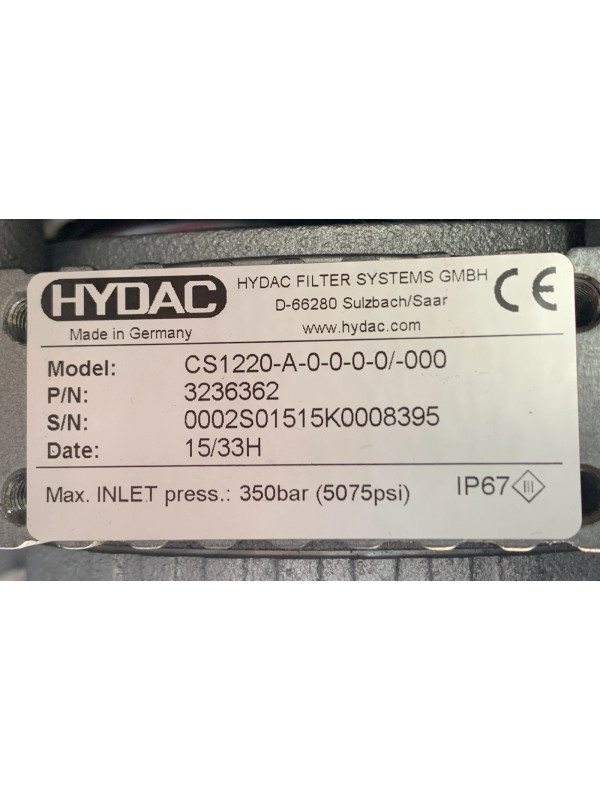 HYDAC
Made in Germany
HYDAC FILTER SYSTEMS GMBH
D-66280 Sulzbach/Saar
www.hydac.com
CE
Model: CS1220-A-0-0-0-0/-000
P/N: 3236362
S/N: 0002S01515K0008395
Date: 15/33H
Max. INLET press.: 350bar (5075psi) IP67 III